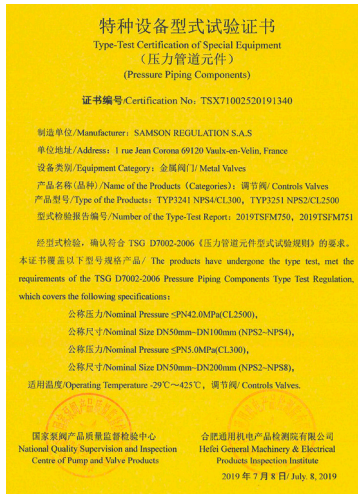 特种设备型式试验证书
Type-Test Certification of Special Equipment
（压力管道元件）
(Pressure Piping Components)
证书编号/Certification No: TSX71002520191340
制造单位/Manufacturer: SAMSON REGULATION S.A.S
单位地址/Address: 1 rue Jean Corona 69120 Vaulx-en-Velin, France
设备类别/Equipment Category: 金属阀门/ Metal Valves
产品名称(品种) /Name of the Products (Categories): 调节阀/ Controls Valves
产品型号/Type of the Products: TYP3241 NPS4/CL300, TYP3251 NPS2/CL2500
型式检验报告编号/Number of the Type-Test Report: 2019TSFM750, 2019TSFM751
经型式检验，确认符合 TSG D7002-2006《压力管道元件型式试验规则》的要求。
本证书覆盖以下型号规格产品/ The products have undergone the type test, met the
requirements of the TSG D7002-2006 Pressure Piping Components Type Test Regulation,
which covers the following specifications:
公称压力/Nominal Pressure ≤PN42.0MPa(CL2500),
公称尺寸/Nominal Size DN50mm~DN100mm (NPS2~NPS4),
公称压力/Nominal Pressure ≤PN5.0MPa(CL300),
公称尺寸/Nominal Size DN50mm~DN200mm (NPS2~NPS8),
适用温度/Operating Temperature -29℃~425℃, 调节阀/ Controls Valves.
国家泵阀产品质量监督检验中心
National Quality Supervision and Inspection
Centre of Pump and Valve Products
合肥通用机电产品检测院有限公司
Hefei General Machinery & Electrical
Products Inspection Institute
2019 年 7 月 8 日/ July. 8, 2019